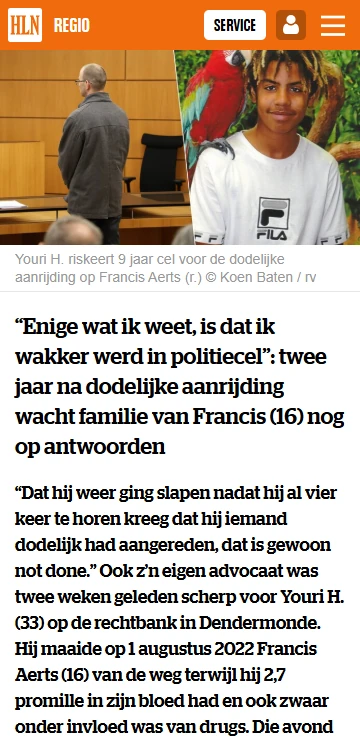 HLN REGIO SERVICE
FILA
Youri H. riskeert 9 jaar cel voor de dodelijke
aanrijding op Francis Aerts (r.) © Koen Baten / rv
“Enige wat ik weet, is dat ik
wakker werd in politiecel”: twee
jaar na dodelijke aanrijding
wacht familie van Francis (16) nog
op antwoorden
“Dat hij weer ging slapen nadat hij al vier
keer te horen kreeg dat hij iemand
dodelijk had aangereden, dat is gewoon
not done.” Ook z’n eigen advocaat was
twee weken geleden scherp voor Youri H.
(33) op de rechtbank in Dendermonde.
Hij maaide op 1 augustus 2022 Francis
Aerts (16) van de weg terwijl hij 2,7
promille in zijn bloed had en ook zwaar
onder invloed was van drugs. Die avond